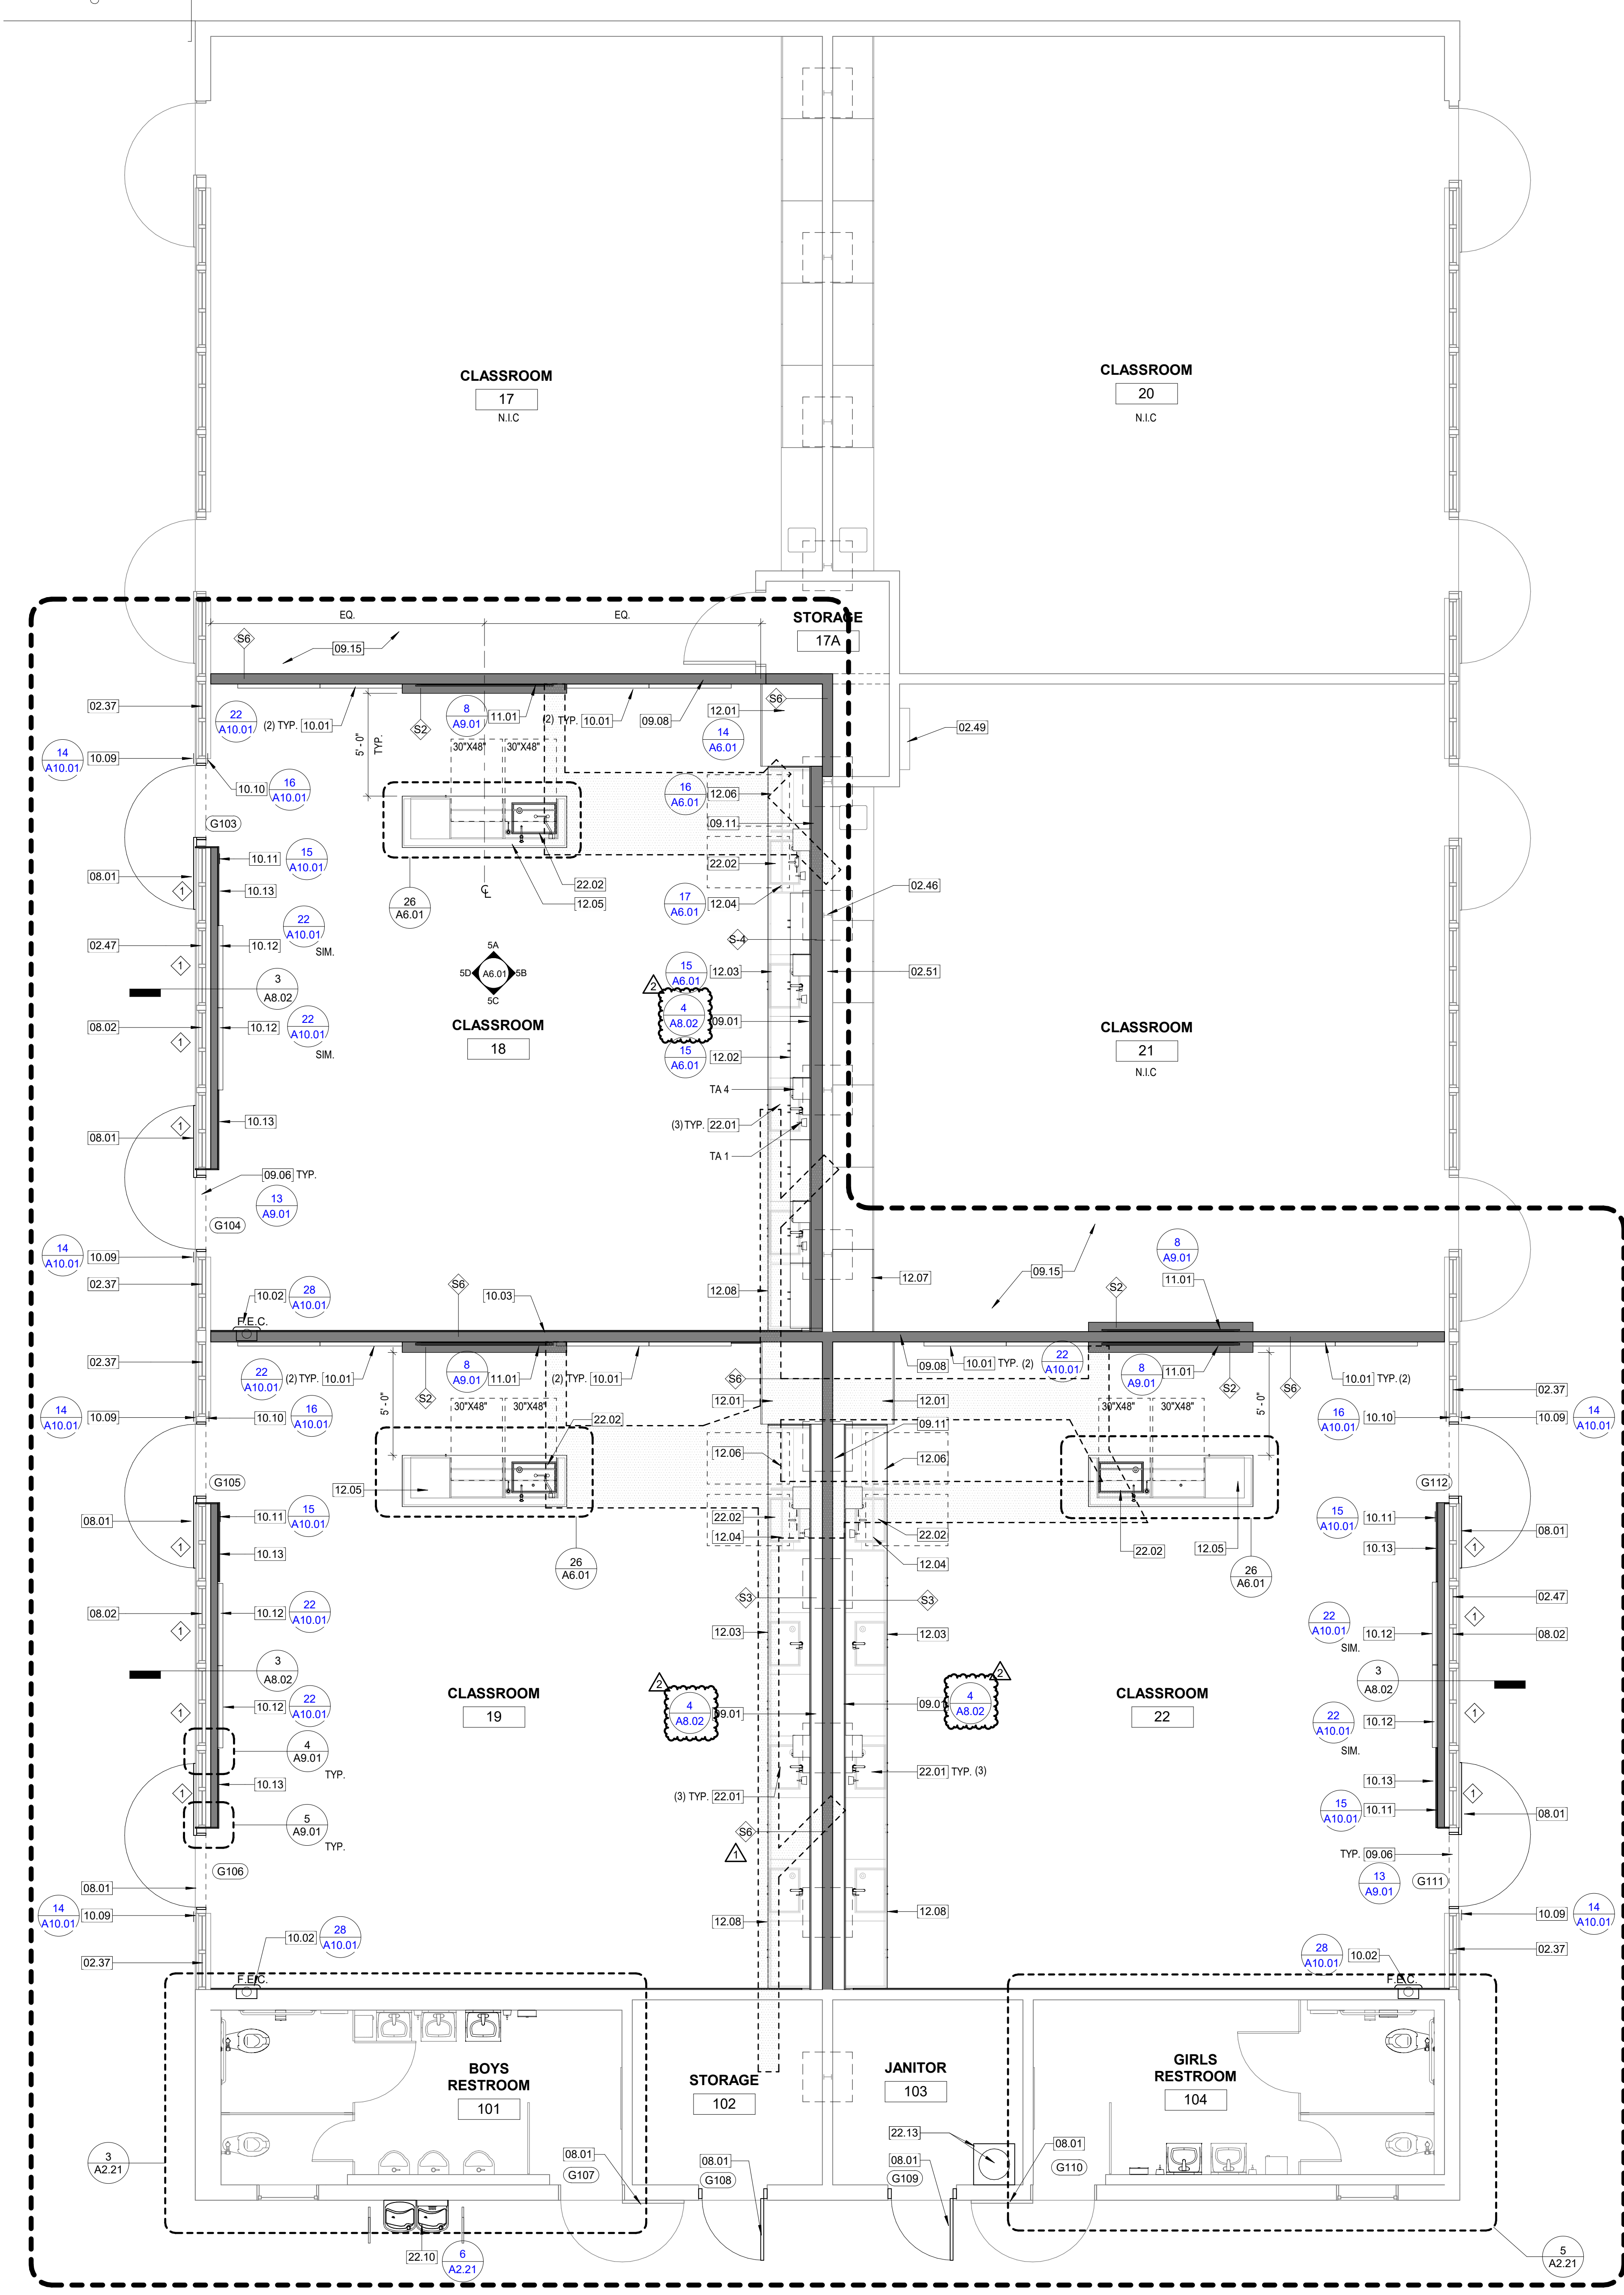 CLASSROOM
17
N.I.C
CLASSROOM
20
N.I.C
EQ.
EQ.
STORAGE
17A
S6
09.15
02.37
22
A10.01
(2) TYP. 10.01
S2
8
A9.01
11.01
(2) TYP. 10.01
09.08
S6
12.01
14
A6.01
02.49
5'-0"
TYP.
30"X48"
30"X48"
14
A10.01
10.09
10.10
16
A10.01
16
A6.01
12.06
G103
09.11
10.11
15
A10.01
08.01
1
10.13
22.02
12.05
26
A6.01
22.02
17
A6.01
12.04
02.46
22
A10.01
10.12
SIM.
02.47
1
S-4
5A
5D
A6.01
5B
5C
15
A6.01
12.03
02.51
3
A8.02
2
4
A8.02
09.01
08.02
10.12
22
A10.01
SIM.
1
CLASSROOM
18
CLASSROOM
21
N.I.C
15
A6.01
12.02
TA 4
10.13
1
08.01
(3) TYP. 22.01
TA 1
09.06 TYP.
13
A9.01
G104
14
A10.01
10.09
02.37
8
A9.01
09.15
11.01
S2
12.07
10.02
28
A10.01
F.E.C.
S6
10.03
12.08
02.37
22
A10.01
(2) TYP. 10.01
S2
8
A9.01
11.01
(2) TYP. 10.01
S6
12.01
09.08
10.01 TYP. (2)
22
A10.01
8
A9.01
11.01
S2
S6
10.01 TYP.(2)
02.37
12.01
5'-0"
30"X48"
30"X48"
30"X48"
30"X48"
5'-0"
14
A10.01
10.09
10.10
16
A10.01
22.02
09.11
16
A10.01
10.10
10.09
14
A10.01
12.06
12.06
G105
12.05
G112
08.01
10.11
15
A10.01
22.02
12.04
22.02
12.04
15
A10.01
10.11
08.01
1
10.13
26
A6.01
22.02
12.05
26
A6.01
10.13
1
08.02
10.12
22
A10.01
S3
S3
02.47
1
12.03
12.03
22
A10.01
SIM.
10.12
08.02
1
3
A8.02
3
A8.02
CLASSROOM
19
2
4
A8.02
09.01
09.01
2
4
A8.02
CLASSROOM
22
1
10.12
22
A10.01
22
A10.01
SIM.
10.12
1
4
A9.01
TYP.
10.13
1
(3) TYP. 22.01
22.01 TYP. (3)
10.13
1
5
A9.01
TYP.
S6
1
15
A10.01
10.11
08.01
TYP. 09.06
13
A9.01
G111
G106
08.01
14
A10.01
10.09
10.09
14
A10.01
12.08
12.08
10.02
28
A10.01
28
A10.01
10.02
02.37
02.37
F.E.C.
F.E.C.
BOYS
RESTROOM
101
STORAGE
102
JANITOR
103
GIRLS
RESTROOM
104
3
A2.21
08.01
G107
08.01
G108
22.13
08.01
G109
08.01
G110
22.10
6
A2.21
5
A2.21